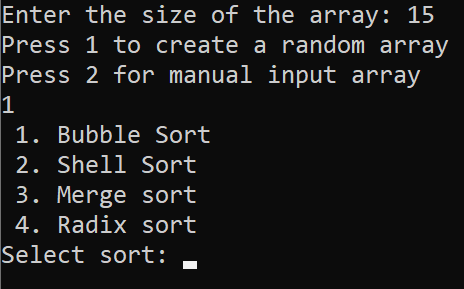 Enter the size of the array: 15
Press 1 to create a random array
Press 2 for manual input array
1
1. Bubble Sort
2. Shell Sort
3. Merge sort
4. Radix sort
Select sort: